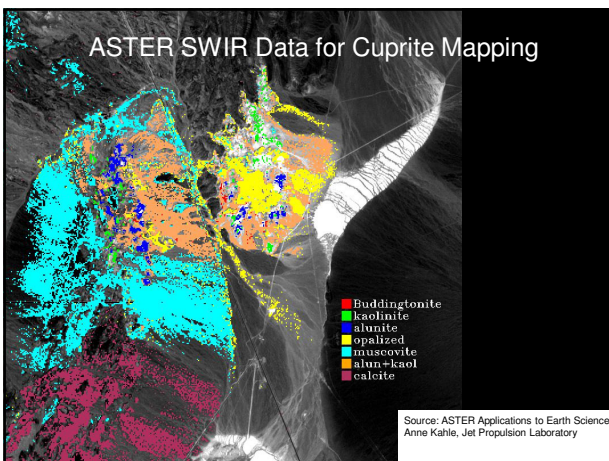 ASTER SWIR Data for Cuprite Mapping
Buddingtonite
kaolinite
alunite
opalized
muscovite
alun+kaol
calcite
Source: ASTER Applications to Earth Science
Anne Kahle, Jet Propulsion Laboratory